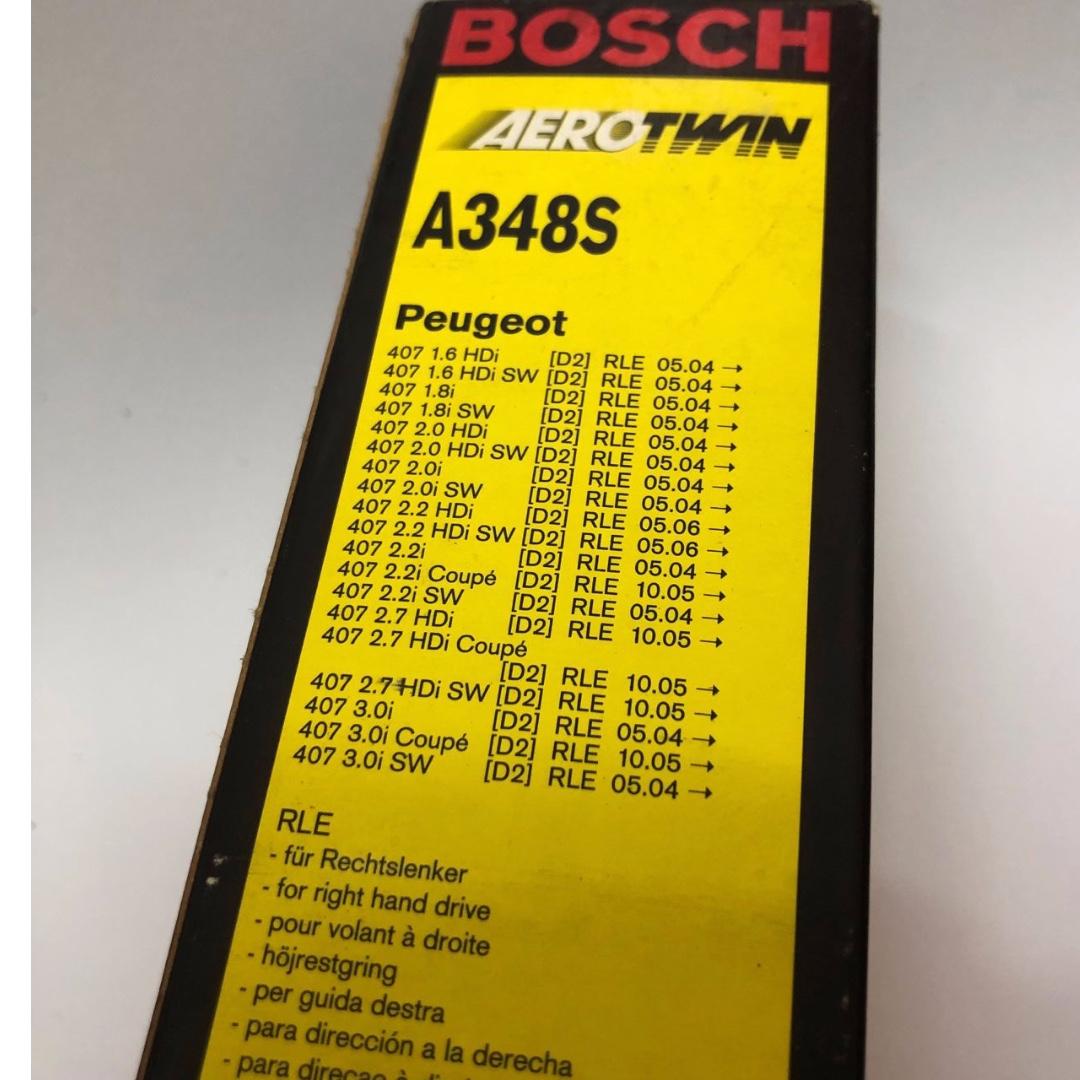 BOSCH
AEROTWIN
A348S
Peugeot
407 1.6 HDi [D2] RLE 05.04 →
407 1.6 HDi SW [D2] RLE 05.04 →
407 1.8i [D2] RLE 05.04 →
407 1.8i SW [D2] RLE 05.04 →
407 2.0 HDi [D2] RLE 05.04 →
407 2.0 HDi SW [D2] RLE 05.04 →
407 2.0i [D2] RLE 05.04 →
407 2.0i SW [D2] RLE 05.04 →
407 2.2 HDi [D2] RLE 05.06 →
407 2.2 HDi SW [D2] RLE 05.06 →
407 2.2i [D2] RLE 05.04 →
407 2.2i Coupé [D2] RLE 10.05 →
407 2.2i SW [D2] RLE 05.04 →
407 2.7 HDi [D2] RLE 10.05 →
407 2.7 HDi Coupé
[D2] RLE 10.05 →
407 2.7 HDi SW [D2] RLE 10.05 →
407 3.0i [D2] RLE 05.04 →
407 3.0i Coupé [D2] RLE 10.05 →
407 3.0i SW [D2] RLE 05.04 →
RLE
- für Rechtslenker
- for right hand drive
- pour volant à droite
- höjrestgring
- per guida destra
- para dirección a la derecha
- para direcao à